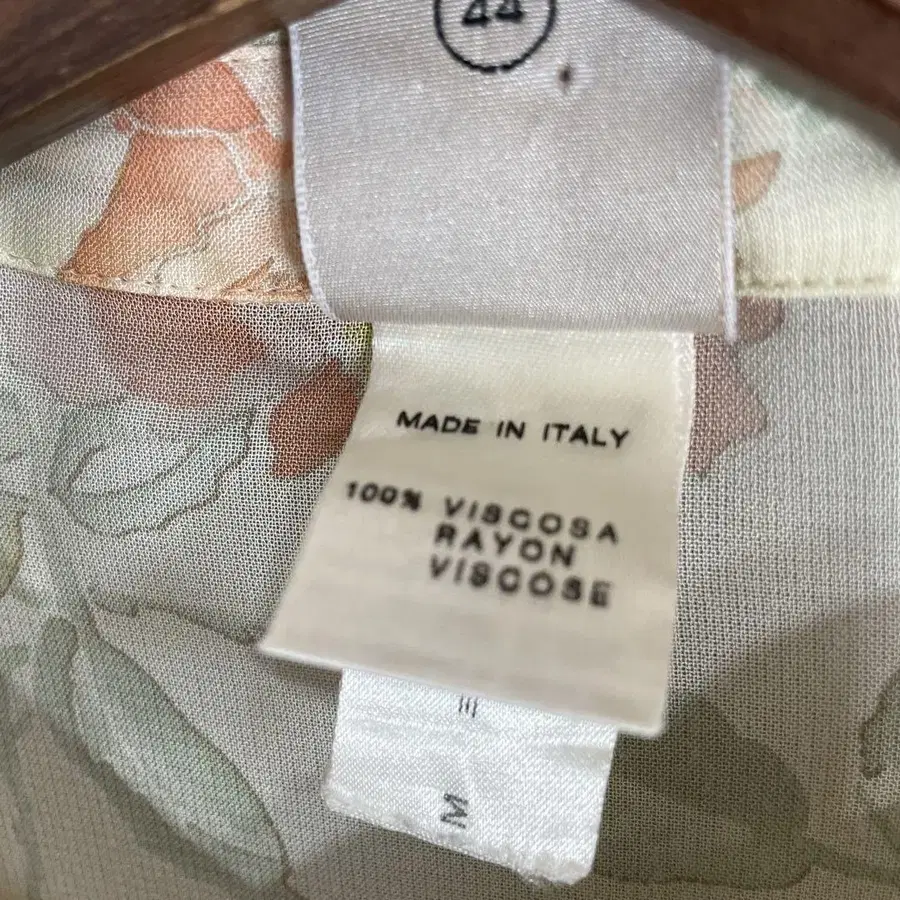 44
MADE IN ITALY
100% VISCOSA
RAYON
VISCOSE
M